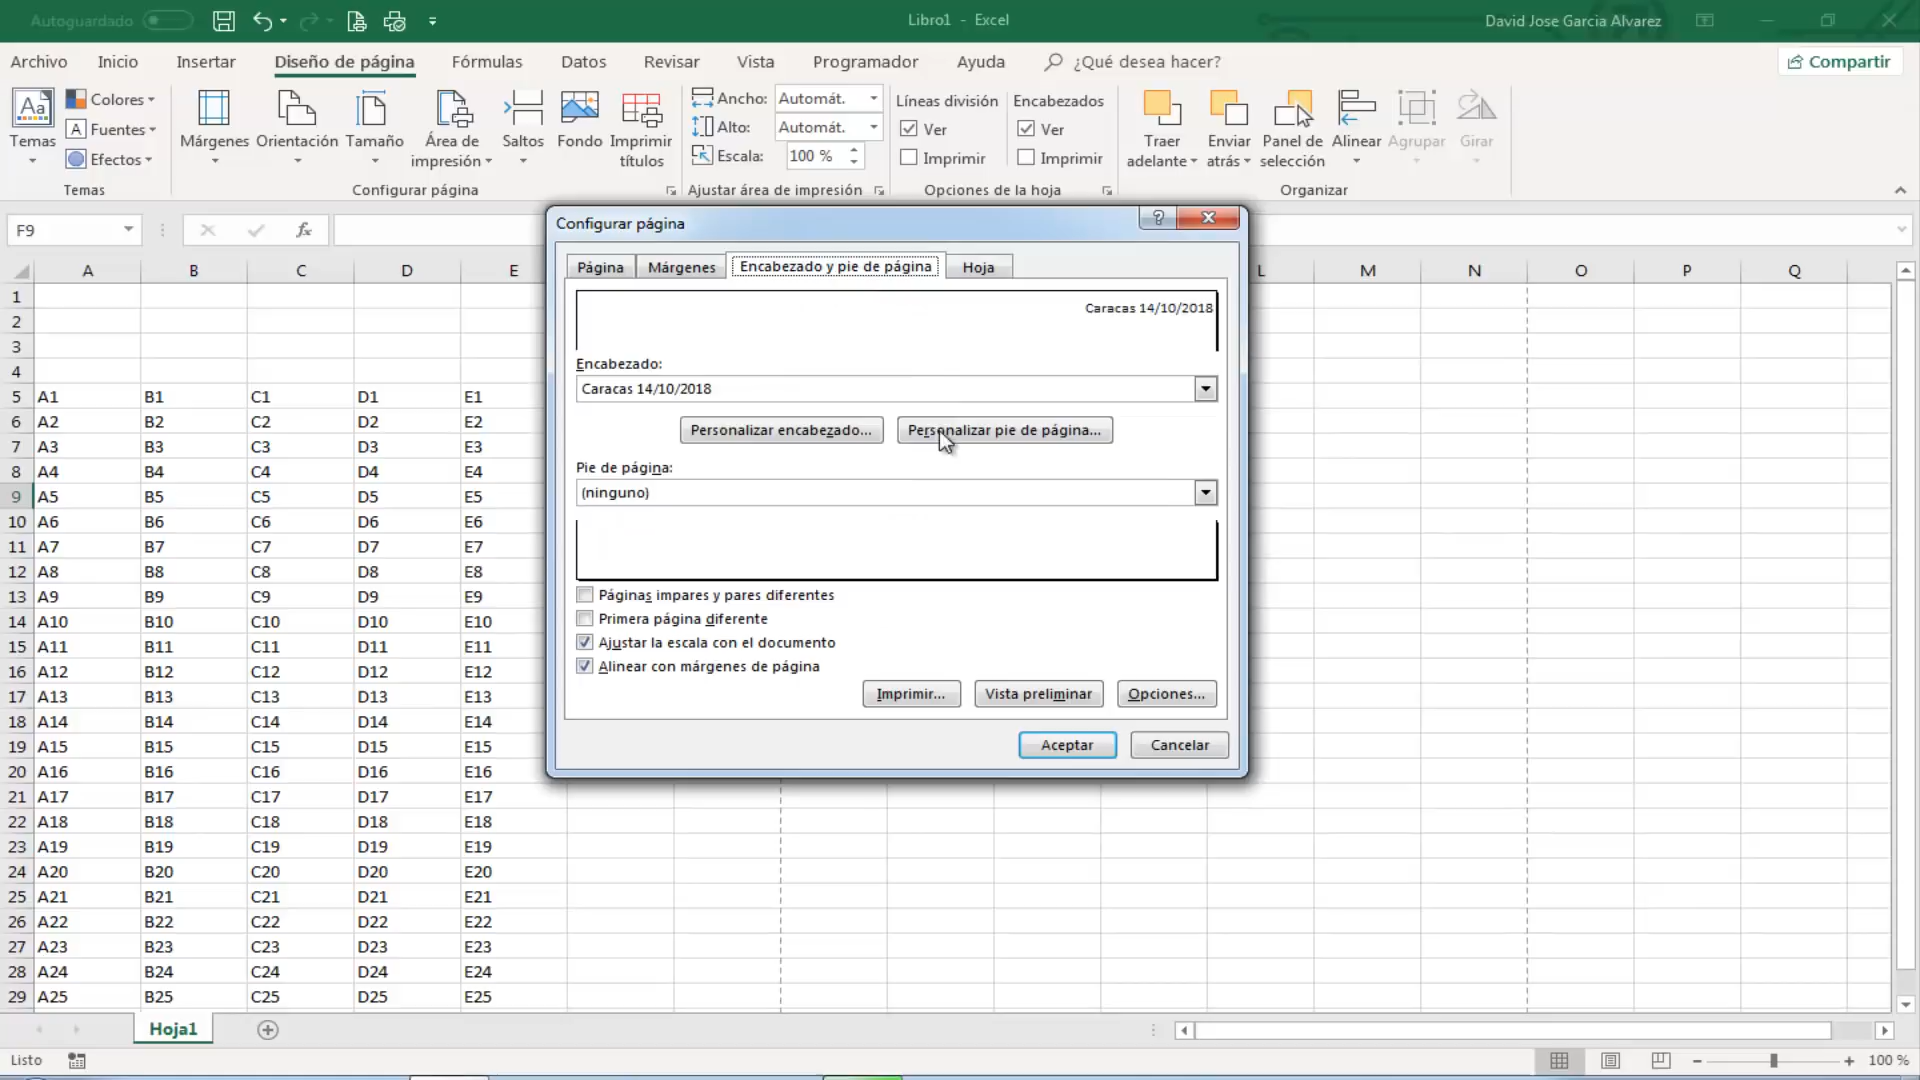 Autoguardado
Libro1 - Excel
David Jose Garcia Alvarez
Archivo Inicio Insertar Diseño de página Fórmulas Datos Revisar Vista Programador Ayuda ¿Qué desea hacer? Compartir
Aa
Temas
Colores
A Fuentes
Efectos
Temas
Márgenes Orientación Tamaño Área de impresión Saltos Fondo Imprimir títulos
Configurar página
Ancho: Automát.
Alto: Automát.
Escala: 100 %
Ajustar área de impresión
Líneas división Encabezados
Ver Ver
Imprimir Imprimir
Opciones de la hoja
Traer adelante Enviar atrás Panel de selección Alinear Agrupar Girar
Organizar
F9
fx
Configurar página
?
Página Márgenes Encabezado y pie de página Hoja
Caracas 14/10/2018
Encabezado:
Caracas 14/10/2018
Personalizar encabezado... Personalizar pie de página...
Pie de página:
(ninguno)
Páginas impares y pares diferentes
Primera página diferente
Ajustar la escala con el documento
Alinear con márgenes de página
Imprimir... Vista preliminar Opciones...
Aceptar Cancelar
A B C D E L M N O P Q
1
2
3
4
5 A1 B1 C1 D1 E1
6 A2 B2 C2 D2 E2
7 A3 B3 C3 D3 E3
8 A4 B4 C4 D4 E4
9 A5 B5 C5 D5 E5
10 A6 B6 C6 D6 E6
11 A7 B7 C7 D7 E7
12 A8 B8 C8 D8 E8
13 A9 B9 C9 D9 E9
14 A10 B10 C10 D10 E10
15 A11 B11 C11 D11 E11
16 A12 B12 C12 D12 E12
17 A13 B13 C13 D13 E13
18 A14 B14 C14 D14 E14
19 A15 B15 C15 D15 E15
20 A16 B16 C16 D16 E16
21 A17 B17 C17 D17 E17
22 A18 B18 C18 D18 E18
23 A19 B19 C19 D19 E19
24 A20 B20 C20 D20 E20
25 A21 B21 C21 D21 E21
26 A22 B22 C22 D22 E22
27 A23 B23 C23 D23 E23
28 A24 B24 C24 D24 E24
29 A25 B25 C25 D25 E25
Hoja1
Listo
100 %